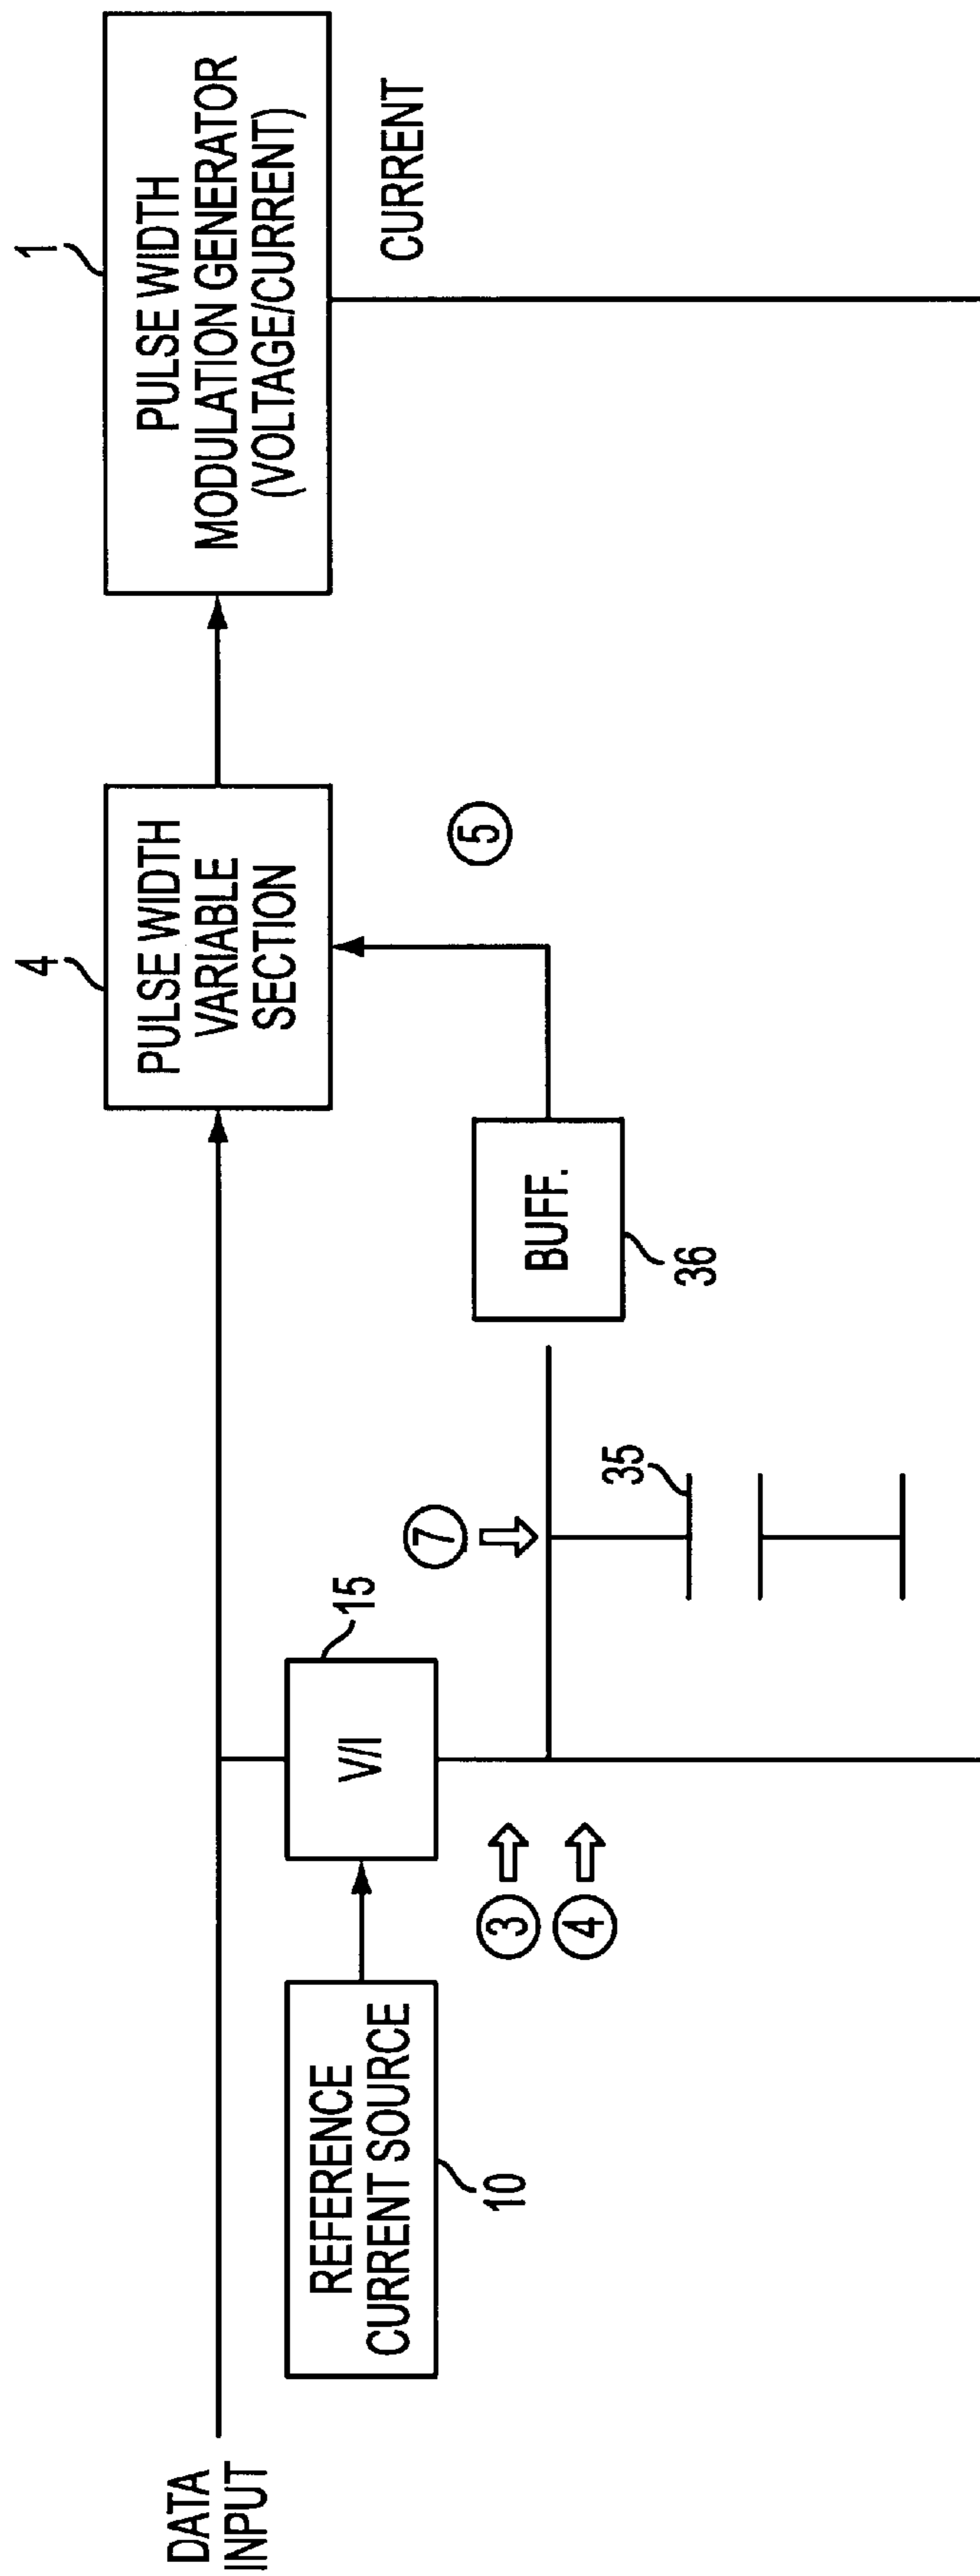 DATA
INPUT
REFERENCE
CURRENT SOURCE
10
V/I
15
3
4
7
35
BUFF.
36
4
PULSE WIDTH
VARIABLE
SECTION
5
1
PULSE WIDTH
MODULATION GENERATOR
(VOLTAGE/CURRENT)
CURRENT